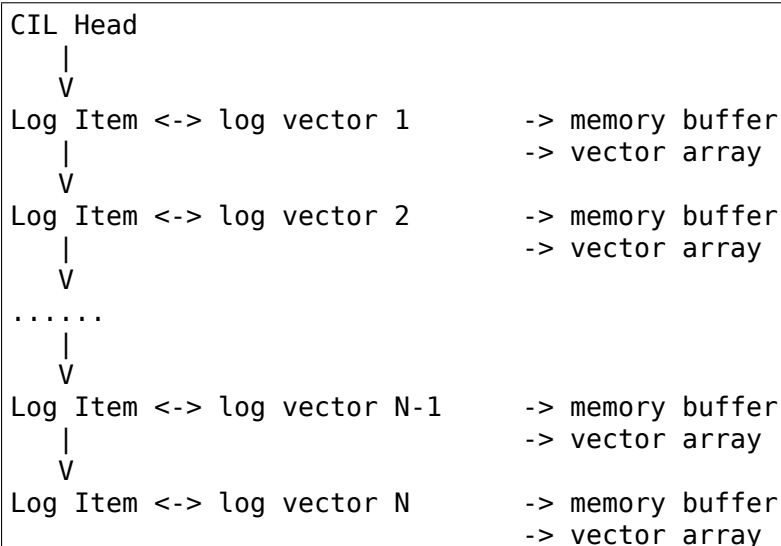 CIL Head
   |
   V
Log Item <-> log vector 1       -> memory buffer
   |                            -> vector array
   V
Log Item <-> log vector 2       -> memory buffer
   |                            -> vector array
   V
......
   |
   V
Log Item <-> log vector N-1     -> memory buffer
   |                            -> vector array
   V
Log Item <-> log vector N       -> memory buffer
                                -> vector array